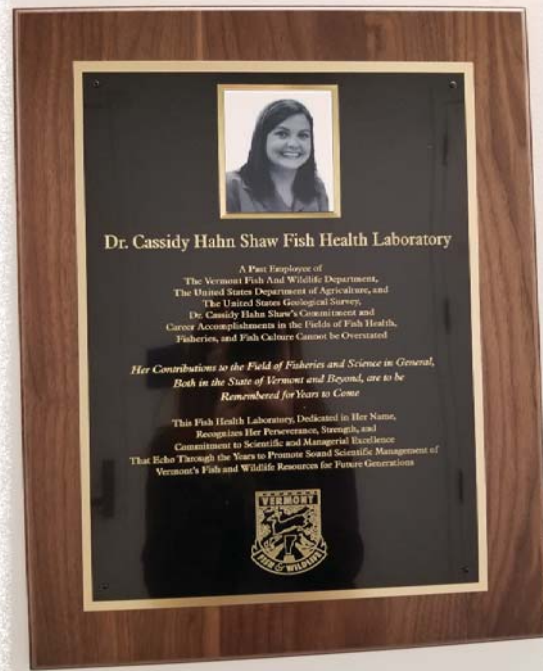 Dr. Cassidy Hahn Shaw Fish Health Laboratory
A Past Employee of
The Vermont Fish And Wildlife Department,
The United States Department of Agriculture, and
The United States Geological Survey,
Dr. Cassidy Hahn Shaw's Commitment and
Career Accomplishments in the Fields of Fish Health,
Fisheries, and Fish Culture Cannot be Overstated
Her Contributions to the Field of Fisheries and Science in General,
Both in the State of Vermont and Beyond, are to be
Remembered for Years to Come
This Fish Health Laboratory, Dedicated in Her Name,
Recognizes Her Perseverance, Strength, and
Commitment to Scientific and Managerial Excellence
That Echo Through the Years to Promote Sound Scientific Management of
Vermont's Fish and Wildlife Resources for Future Generations
VERMONT
FISH & WILDLIFE